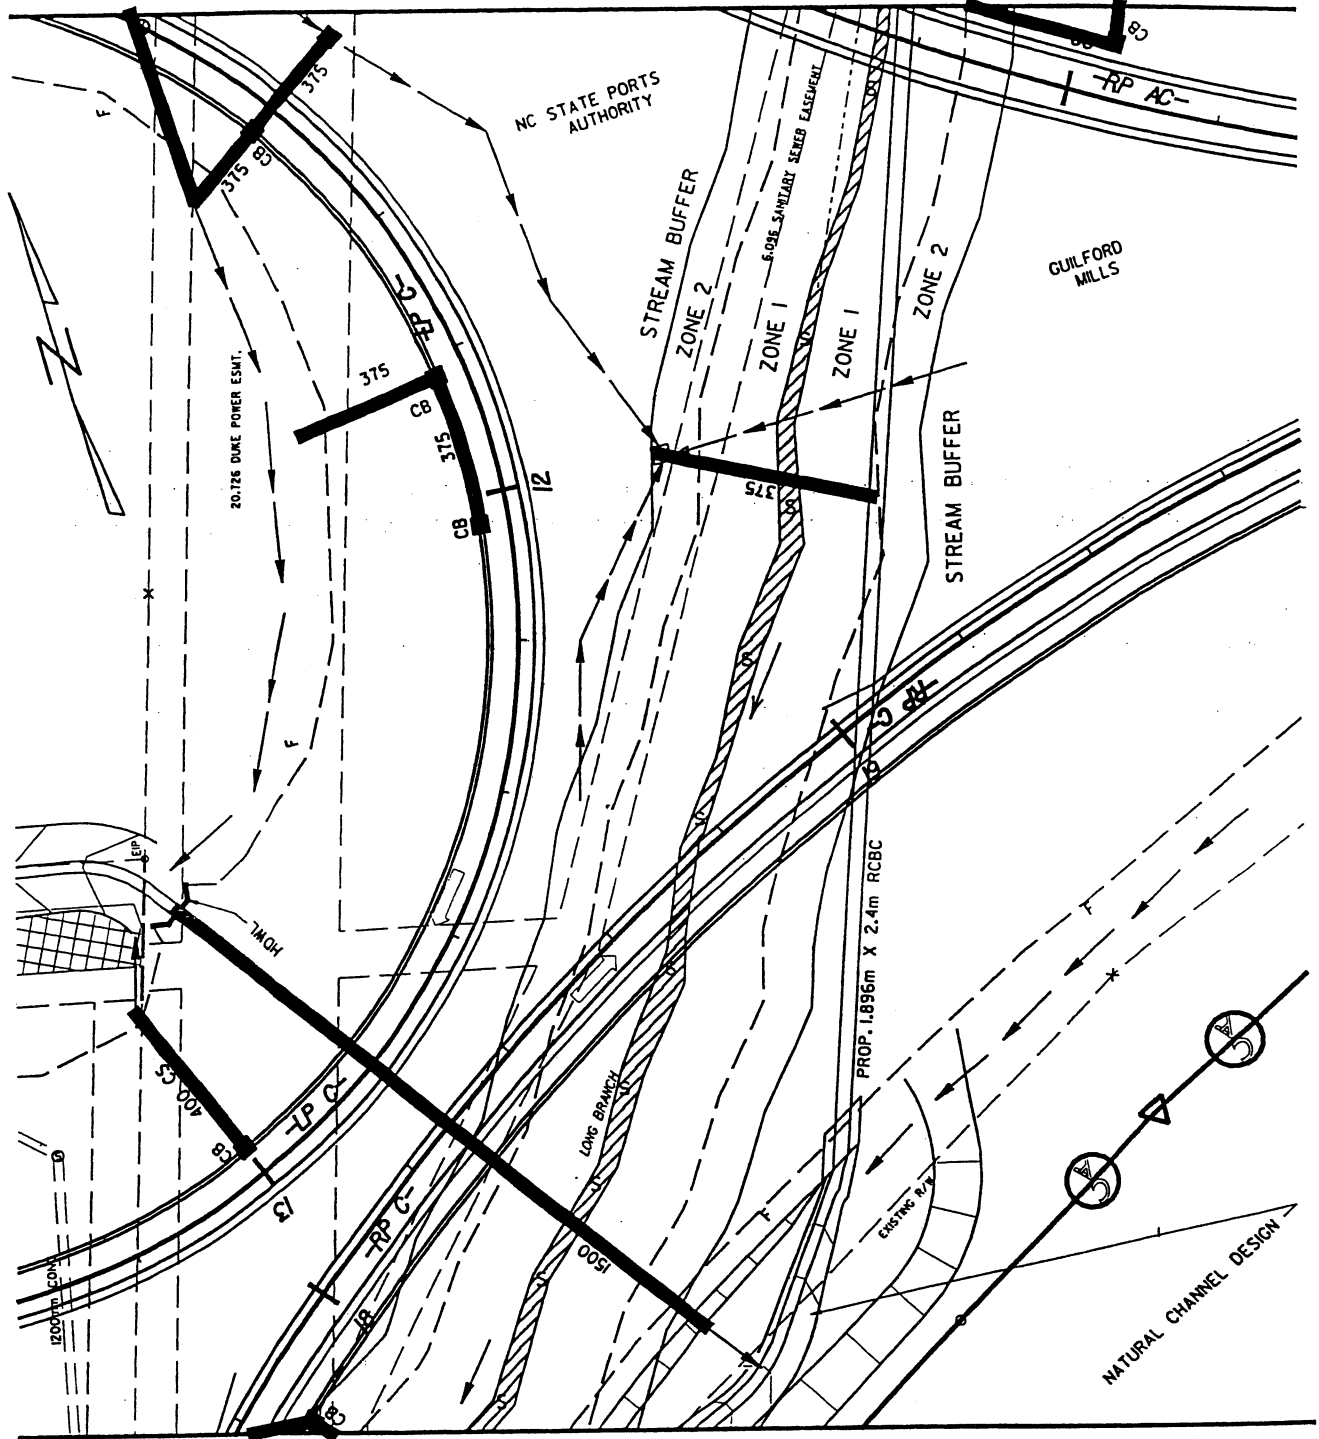 CB
-RP AC-
375
NC STATE PORTS
AUTHORITY
F
CB
375
6.096 SANITARY SEWER EASEMENT
STREAM BUFFER
ZONE 2
ZONE 1
ZONE 1
ZONE 2
GUILFORD
MILLS
-LP C-
N
20.726 DUKE POWER ESMT.
375
CB
375
CB
12
375
STREAM BUFFER
X
-RP C-
19
F
EIP
HDWL
PROP. 1.896m X 2.4m RCBC
F
X
400 CS
CB
-LP C-
13
LONG BRANCH
S
S
S
S
S
S
S
EXISTING R/W
F
-RP C-
1500
18
1200mm CONC
CB
NATURAL CHANNEL DESIGN